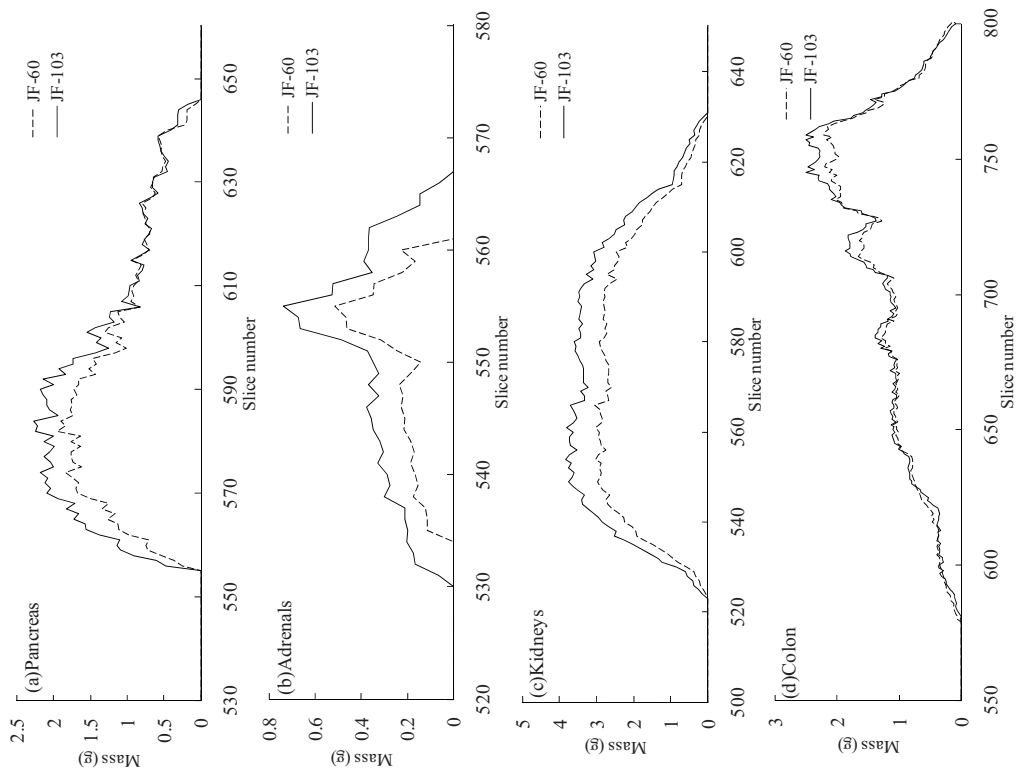 (a)Pancreas
JF-60
JF-103
Mass (g)
2.5
2
1.5
1
0.5
0
530
550
570
590
610
630
650
Slice number
(b)Adrenals
JF-60
JF-103
Mass (g)
0.8
0.6
0.4
0.2
0
520
530
540
550
560
570
580
Slice number
(c)Kidneys
JF-60
JF-103
Mass (g)
5
4
3
2
1
0
500
520
540
560
580
600
620
640
Slice number
(d)Colon
JF-60
JF-103
Mass (g)
3
2
1
0
550
600
650
700
750
800
Slice number